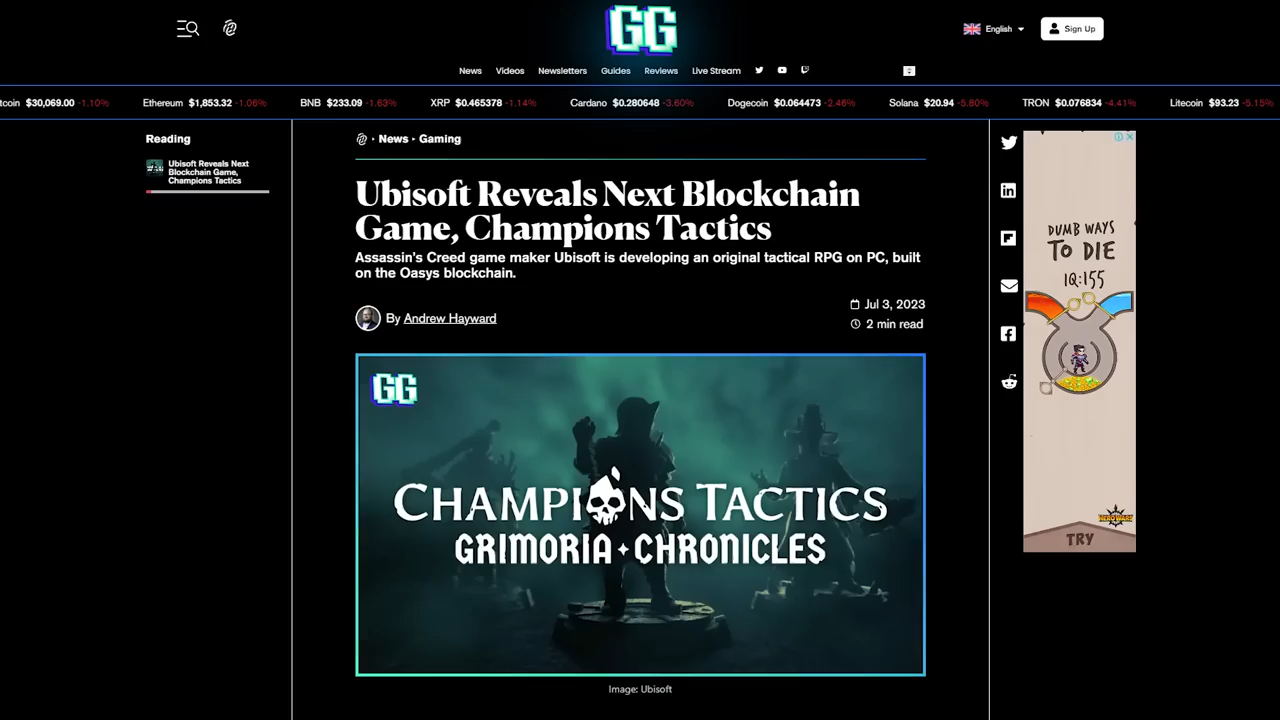 GG
English
Sign Up
News Videos Newsletters Guides Reviews Live Stream
tcoin $30,069.00 -1.10% Ethereum $1,853.32 -1.06% BNB $233.09 -1.63% XRP $0.465378 -1.14% Cardano $0.280648 -3.60% Dogecoin $0.064473 -2.46% Solana $20.94 -5.80% TRON $0.076834 -4.41% Litecoin $93.23 -5.15%
Reading
Ubisoft Reveals Next
Blockchain Game,
Champions Tactics
News Gaming
Ubisoft Reveals Next Blockchain
Game, Champions Tactics
Assassin's Creed game maker Ubisoft is developing an original tactical RPG on PC, built
on the Oasys blockchain.
By Andrew Hayward
Jul 3, 2023
2 min read
GG
CHAMPIONS TACTICS
GRIMORIA CHRONICLES
Image: Ubisoft
DUMB WAYS
TO DIE
IQ:155
HERO WARS
TRY